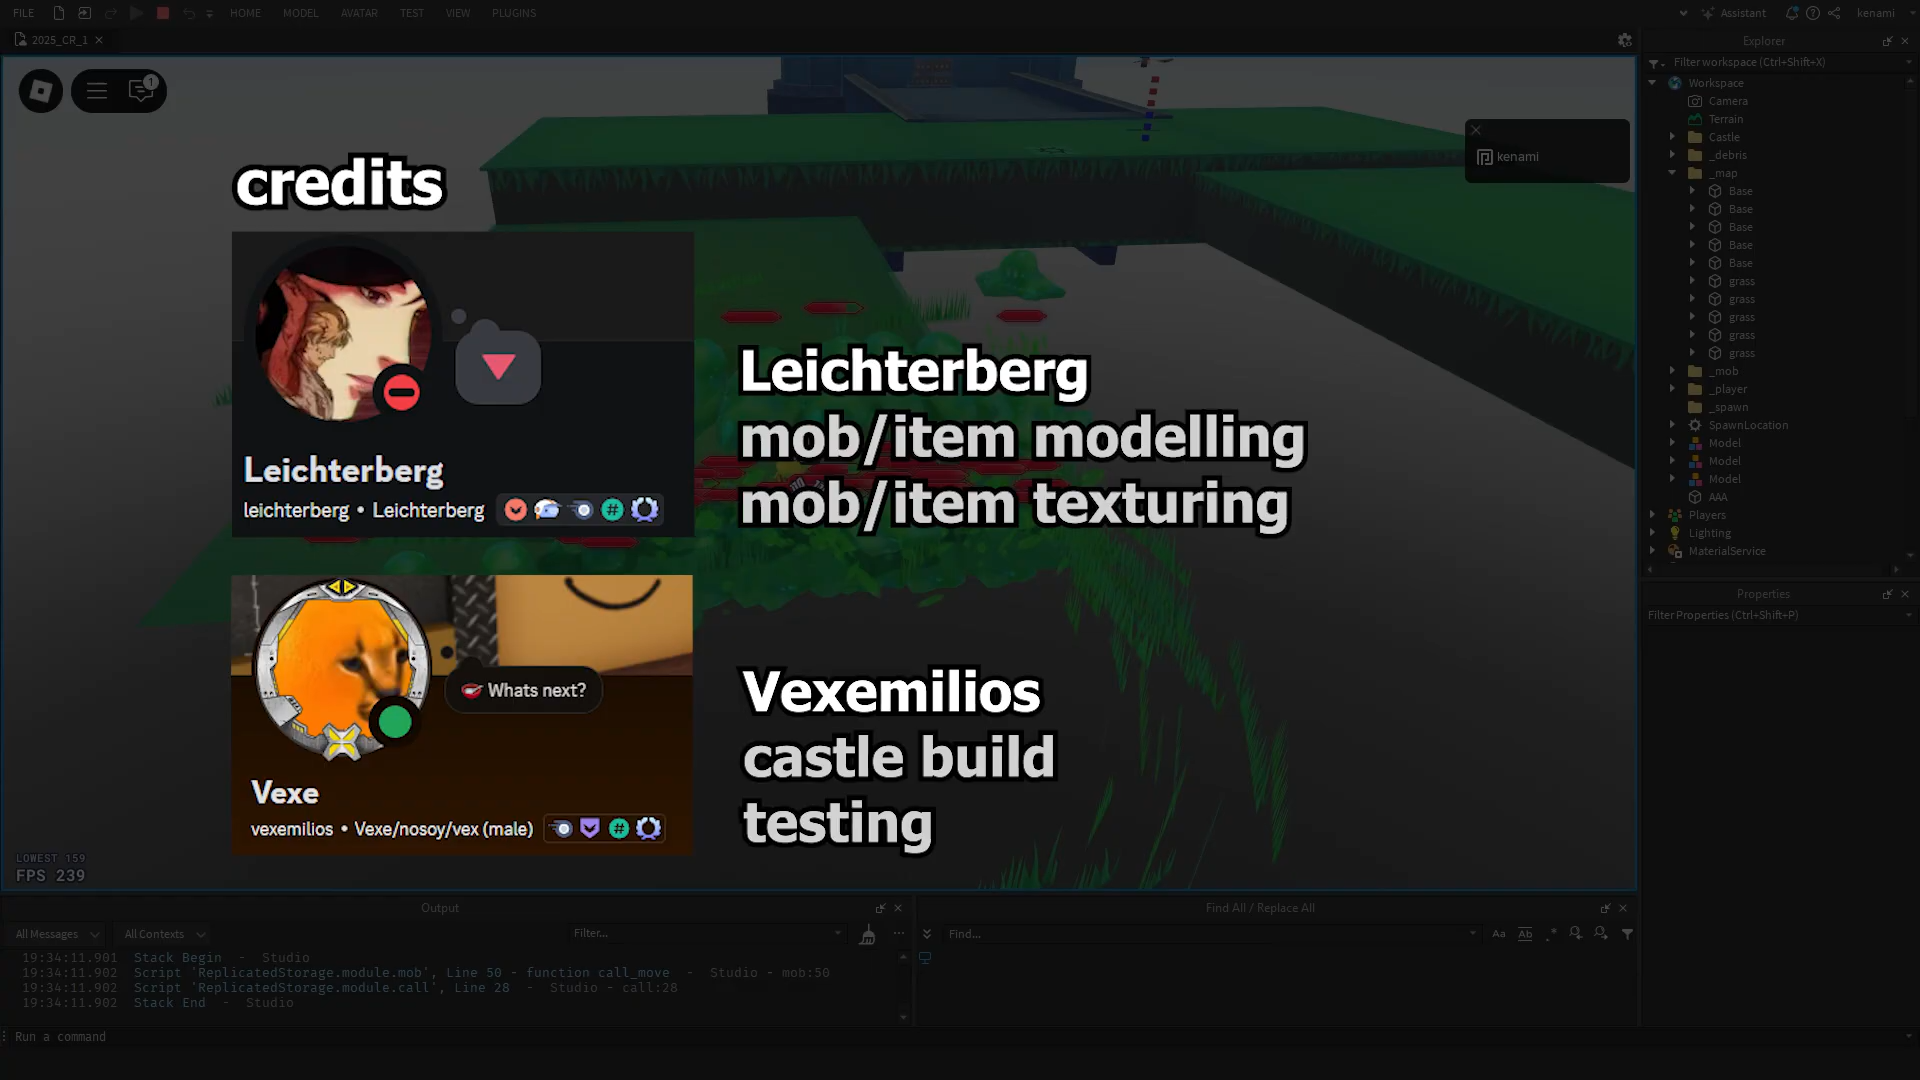 FILE
HOME
MODEL
AVATAR
TEST
VIEW
PLUGINS
Assistant
kenami
2025_CR_1
Explorer
Filter workspace (Ctrl+Shift+X)
Workspace
Camera
Terrain
Castle
_debris
_map
Base
Base
Base
Base
Base
grass
grass
grass
grass
grass
_mob
_player
_spawn
SpawnLocation
Model
Model
Model
AAA
Players
Lighting
MaterialService
Properties
Filter Properties (Ctrl+Shift+P)
1
kenami
credits
Leichterberg
leichterberg • Leichterberg
Leichterberg
mob/item modelling
mob/item texturing
Whats next?
Vexe
vexemilios • Vexe/nosoy/vex (male)
Vexemilios
castle build
testing
LOWEST 159
FPS 239
Output
All Messages
All Contexts
Filter...
19:34:11.901 Stack Begin - Studio
19:34:11.902 Script 'ReplicatedStorage.module.mob', Line 50 - function call_move - Studio - mob:50
19:34:11.902 Script 'ReplicatedStorage.module.call', Line 28 - Studio - call:28
19:34:11.902 Stack End - Studio
Find All / Replace All
Find...
Aa
Ab
.*
Run a command